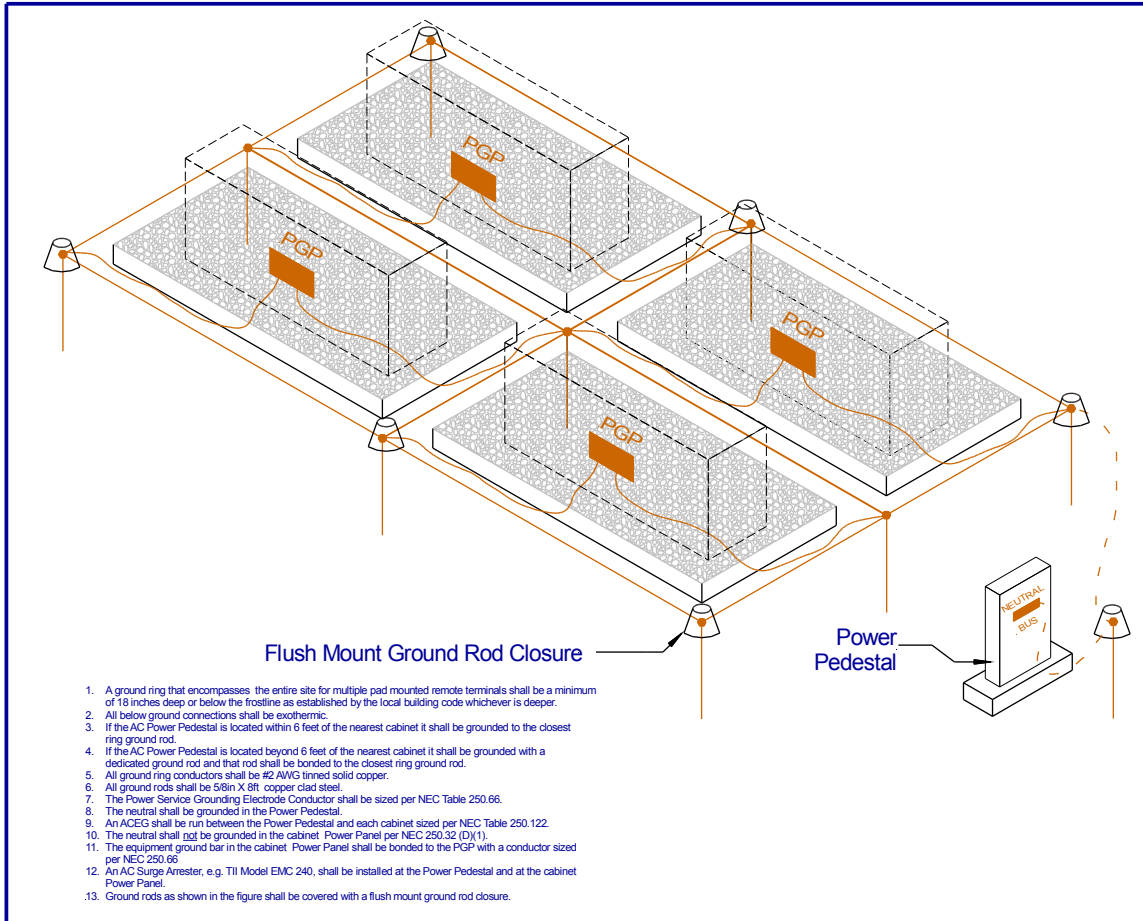 PGP
PGP
PGP
PGP
NEUTRAL
. BUS
Flush Mount Ground Rod Closure
Power
Pedestal
1. A ground ring that encompasses the entire site for multiple pad mounted remote terminals shall be a minimum
of 18 inches deep or below the frostline as established by the local building code whichever is deeper.
2. All below ground connections shall be exothermic.
3. If the AC Power Pedestal is located within 6 feet of the nearest cabinet it shall be grounded to the closest
ring ground rod.
4. If the AC Power Pedestal is located beyond 6 feet of the nearest cabinet it shall be grounded with a
dedicated ground rod and that rod shall be bonded to the closest ring ground rod.
5. All ground ring conductors shall be #2 AWG tinned solid copper.
6. All ground rods shall be 5/8in X 8ft copper clad steel.
7. The Power Service Grounding Electrode Conductor shall be sized per NEC Table 250.66.
8. The neutral shall be grounded in the Power Pedestal.
9. An ACEG shall be run between the Power Pedestal and each cabinet sized per NEC Table 250.122.
10. The neutral shall not be grounded in the cabinet Power Panel per NEC 250.32 (D)(1).
11. The equipment ground bar in the cabinet Power Panel shall be bonded to the PGP with a conductor sized
per NEC 250.66
12. An AC Surge Arrester, e.g. TII Model EMC 240, shall be installed at the Power Pedestal and at the cabinet
Power Panel.
.13. Ground rods as shown in the figure shall be covered with a flush mount ground rod closure.